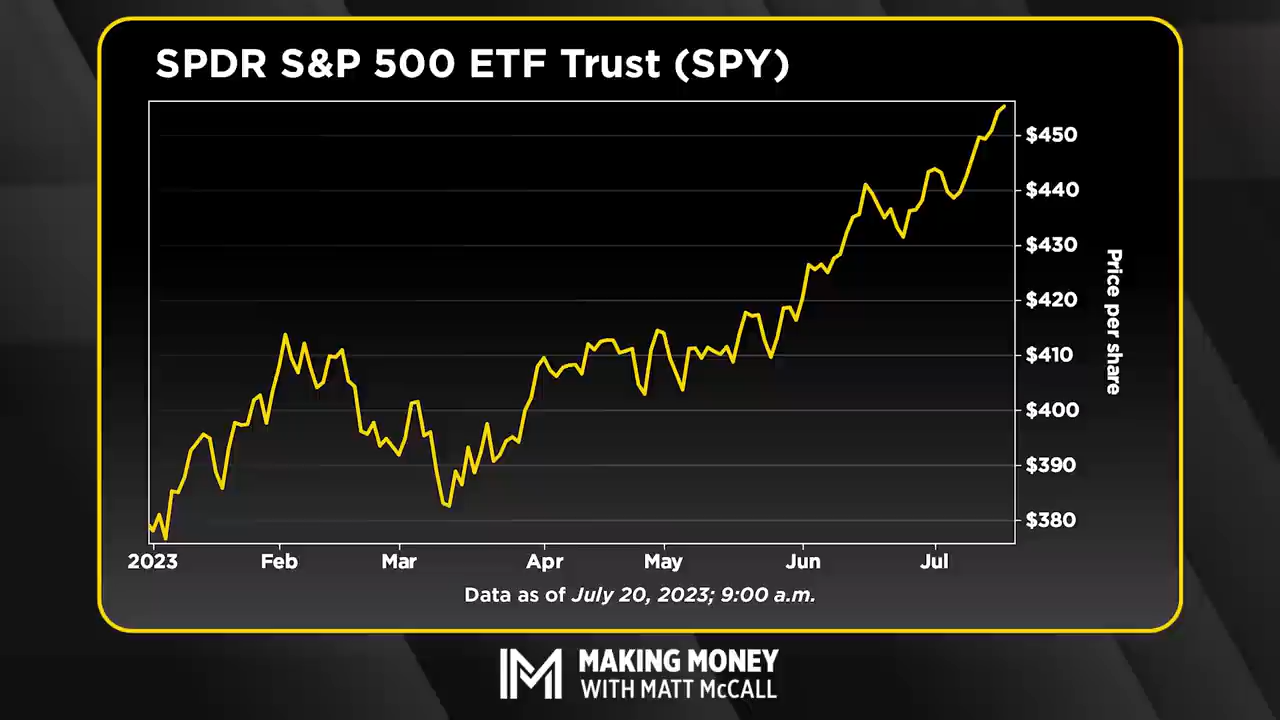 SPDR S&P 500 ETF Trust (SPY)
$450
$440
$430
$420
$410
$400
$390
$380
Price per share
2023 Feb Mar Apr May Jun Jul
Data as of July 20, 2023; 9:00 a.m.
MAKING MONEY
WITH MATT McCALL